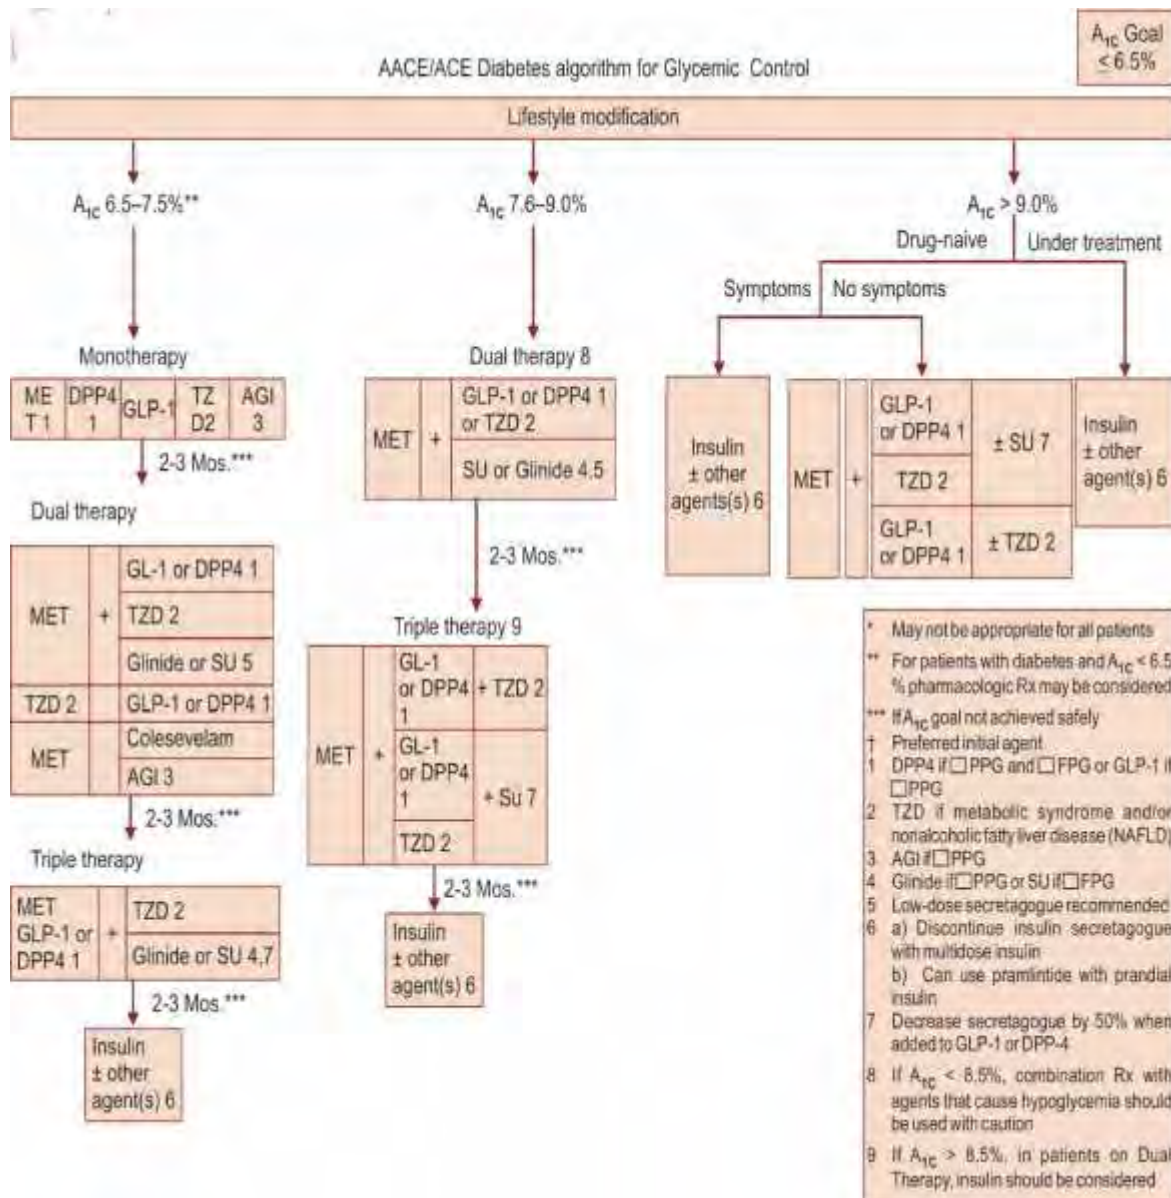 A1C Goal
≤ 6.5%
AACE/ACE Diabetes algorithm for Glycemic Control
Lifestyle modification
A1C 6.5–7.5%**
Monotherapy
ME T 1
DPP4 1
GLP-1
TZ D2
AGI 3
2-3 Mos.***
Dual therapy
MET
+
GL-1 or DPP4 1
TZD 2
Glinide or SU 5
TZD 2
GLP-1 or DPP4 1
MET
+
Colesevelam
AGI 3
2-3 Mos.***
Triple therapy
MET
GLP-1 or
DPP4 1
+
TZD 2
Glinide or SU 4,7
2-3 Mos.***
Insulin
± other
agent(s) 6
A1C 7.6–9.0%
Dual therapy 8
MET
+
GLP-1 or DPP4 1
or TZD 2
SU or Glinide 4.5
2-3 Mos.***
Triple therapy 9
MET
+
GL-1
or DPP4
1
+ TZD 2
GL-1
or DPP4
1
+ Su 7
TZD 2
2-3 Mos.***
Insulin
± other
agent(s) 6
A1C > 9.0%
Drug-naive
Under treatment
Symptoms
No symptoms
Insulin
± other
agents(s) 6
MET
+
GLP-1
or DPP4 1
± SU 7
TZD 2
GLP-1
or DPP4 1
± TZD 2
Insulin
± other
agent(s) 6
* May not be appropriate for all patients
** For patients with diabetes and A1C < 6.5
% pharmacologic Rx may be considered
*** If A1C goal not achieved safely
† Preferred initial agent
1 DPP4 if □ PPG and □ FPG or GLP-1 if
□ PPG
2 TZD if metabolic syndrome and/or
nonalcoholic fatty liver disease (NAFLD)
3 AGI if □ PPG
4 Glinide if □ PPG or SU if □ FPG
5 Low-dose secretagogue recommended
6 a) Discontinue insulin secretagogue
with multidose insulin
b) Can use pramlintide with prandial
insulin
7 Decrease secretagogue by 50% when
added to GLP-1 or DPP-4
8 If A1C < 8.5%, combination Rx with
agents that cause hypoglycemia should
be used with caution
9 If A1C > 8.5%, in patients on Dual
Therapy, insulin should be considered